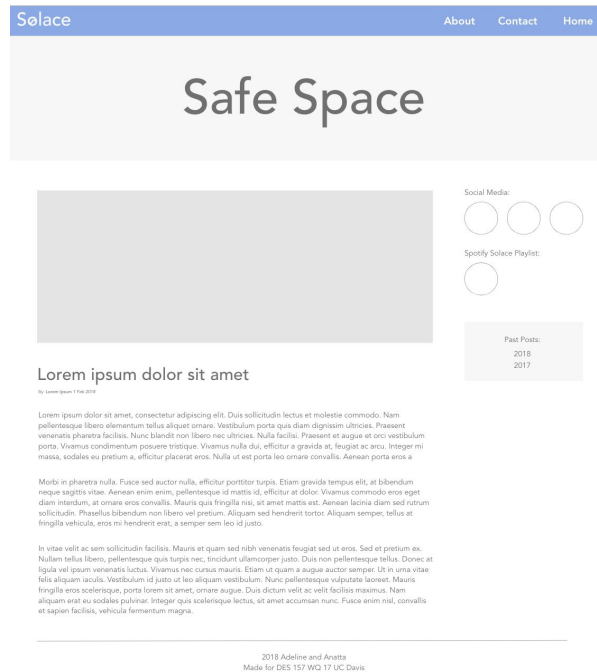 Sølace
About Contact Home
Safe Space
Social Media:
Spotify Solace Playlist:
Past Posts:
2018
2017
Lorem ipsum dolor sit amet
By Lorem Ipsum 1 Feb 2018
Lorem ipsum dolor sit amet, consectetur adipiscing elit. Duis sollicitudin lectus et molestie commodo. Nam
pellentesque libero elementum tellus aliquet ornare. Vestibulum porta quis diam dignissim ultricies. Praesent
venenatis pharetra facilisis. Nunc blandit non libero nec ultricies. Nulla facilisi. Praesent et augue et orci vestibulum
porta. Vivamus condimentum posuere tristique. Vivamus nulla dui, efficitur a gravida at, feugiat ac arcu. Integer mi
massa, sodales eu pretium a, efficitur placerat eros. Nulla ut est porta leo ornare convallis. Aenean porta eros a
Morbi in pharetra nulla. Fusce sed auctor nulla, efficitur porttitor turpis. Etiam gravida tempus elit, at bibendum
neque sagittis vitae. Aenean enim enim, pellentesque id mattis id, efficitur at dolor. Vivamus commodo eros eget
diam interdum, at ornare eros convallis. Mauris quis fringilla nisi, sit amet mattis est. Aenean lacinia diam sed rutrum
sollicitudin. Phasellus bibendum non libero vel pretium. Aliquam sed hendrerit tortor. Aliquam semper, tellus at
fringilla vehicula, eros mi hendrerit erat, a semper sem leo id justo.
In vitae velit ac sem sollicitudin facilisis. Mauris et quam sed nibh venenatis feugiat sed ut eros. Sed et pretium ex.
Nullam tellus libero, pellentesque quis turpis nec, tincidunt ullamcorper justo. Duis non pellentesque tellus. Donec at
ligula vel ipsum venenatis luctus. Vivamus nec cursus mauris. Etiam ut quam a augue auctor semper. Ut in urna vitae
felis aliquam iaculis. Vestibulum id justo ut leo aliquam vestibulum. Nunc pellentesque vulputate laoreet. Mauris
fringilla eros scelerisque, porta lorem sit amet, ornare augue. Duis dictum velit ac velit facilisis maximus. Nam
aliquam erat eu sodales pulvinar. Integer quis scelerisque lectus, sit amet accumsan nunc. Fusce enim nisl, convallis
et sapien facilisis, vehicula fermentum magna.
2018 Adeline and Anatta
Made for DES 157 WQ 17 UC Davis